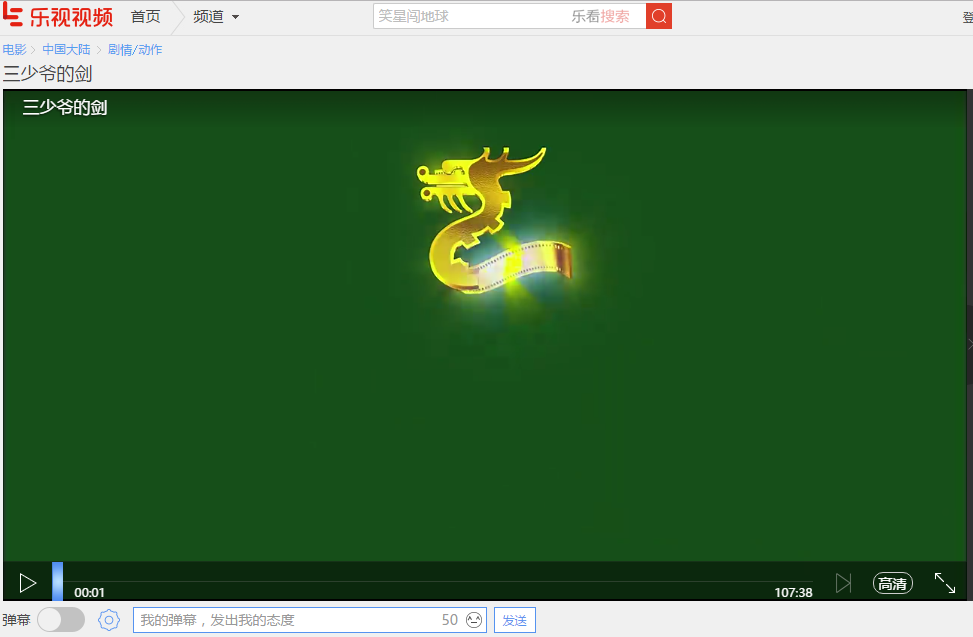 乐视视频 首页 频道 笑星闯地球 乐看搜索
电影 中国大陆 剧情/动作
三少爷的剑
三少爷的剑
00:01 107:38 高清
弹幕 我的弹幕，发出我的态度 50 发送